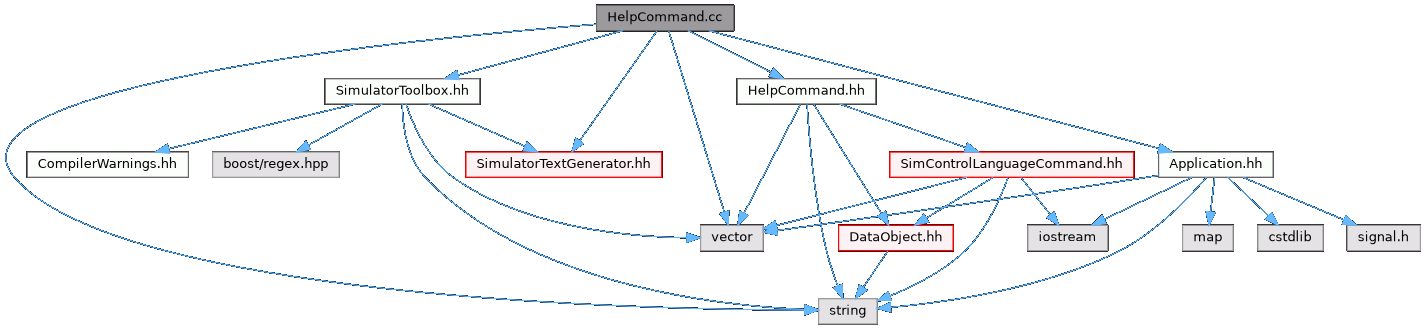 HelpCommand.cc
SimulatorToolbox.hh
HelpCommand.hh
CompilerWarnings.hh
boost/regex.hpp
SimulatorTextGenerator.hh
SimControlLanguageCommand.hh
Application.hh
vector
DataObject.hh
iostream
map
cstdlib
signal.h
string